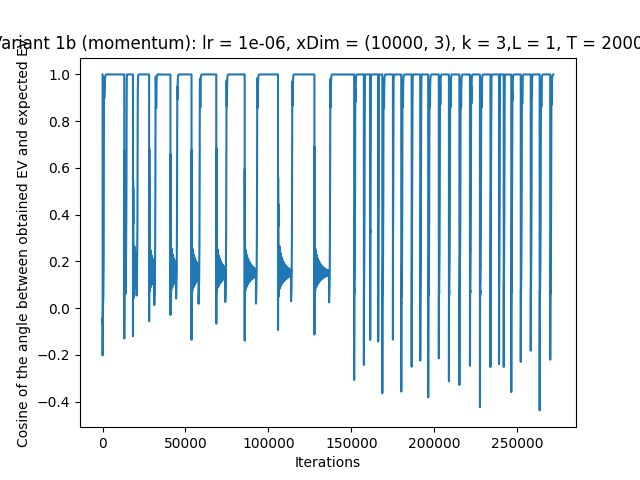 Variant 1b (momentum): lr = 1e-06, xDim = (10000, 3), k = 3,L = 1, T = 2000
Cosine of the angle between obtained EV and expected EV
1.0
0.8
0.6
0.4
0.2
0.0
−0.2
−0.4
0 50000 100000 150000 200000 250000
Iterations